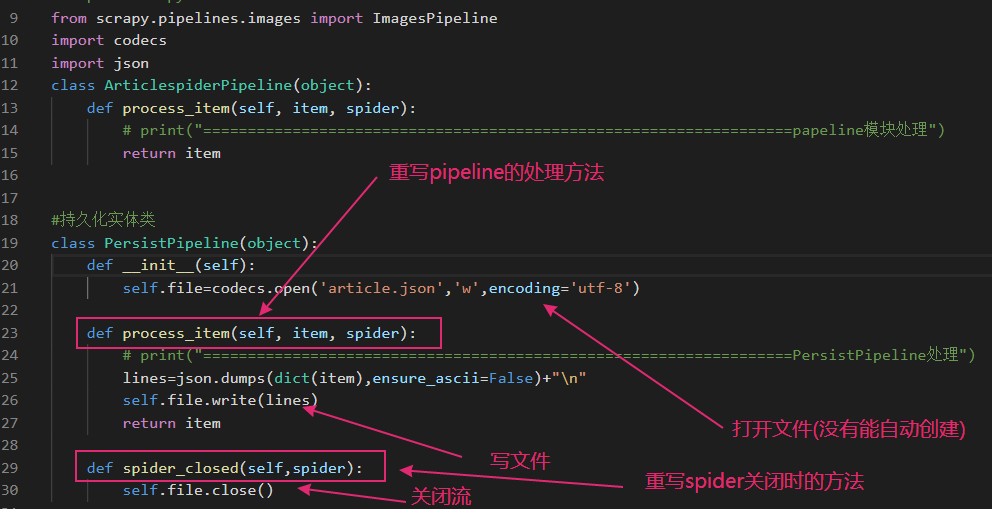 9 from scrapy.pipelines.images import ImagesPipeline
10 import codecs
11 import json
12 class ArticlespiderPipeline(object):
13 def process_item(self, item, spider):
14 # print("=================================================================papeline模块处理")
15 return item
16
17
重写pipeline的处理方法
18 #持久化实体类
19 class PersistPipeline(object):
20 def __init__(self):
21 self.file=codecs.open('article.json','w',encoding='utf-8')
22
23 def process_item(self, item, spider):
24 # print("=================================================================PersistPipeline处理")
25 lines=json.dumps(dict(item),ensure_ascii=False)+"\n"
26 self.file.write(lines)
27 return item
打开文件(没有能自动创建)
28
写文件
29 def spider_closed(self,spider):
重写spider关闭时的方法
30 self.file.close()
关闭流